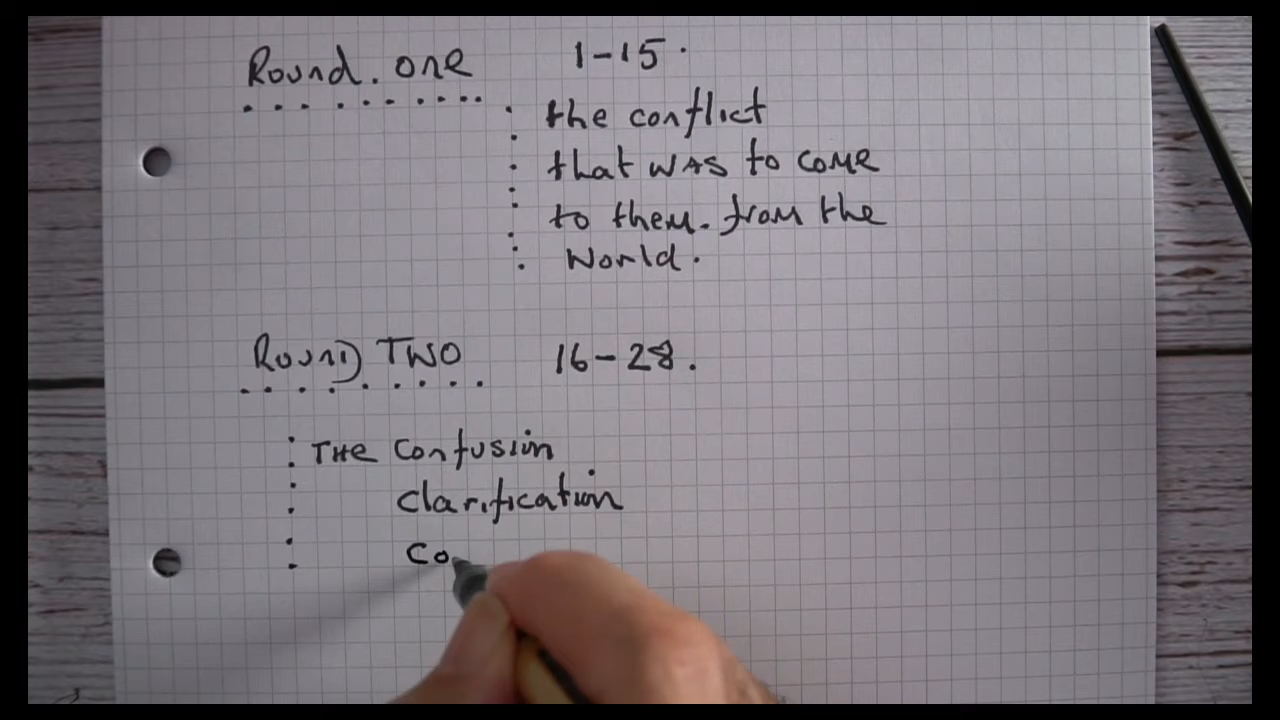 Round. one 1-15.
the conflict
that was to come
to them. from the
World.
Round TWO 16-28.
THe Confusion
Clarification
Co